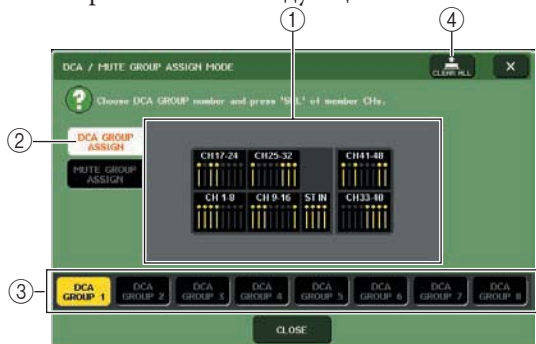 ① ④
DCA / MUTE GROUP ASSIGN MODE
CLEAR ALL
×
? Choose DCA GROUP number and press 'SEL' of member CHs.
②
DCA GROUP
ASSIGN
MUTE GROUP
ASSIGN
CH17-24 CH25-32 CH41-48
CH 1-8 CH 9-16 ST IN CH33-40
③
DCA GROUP 1 DCA GROUP 2 DCA GROUP 3 DCA GROUP 4 DCA GROUP 5 DCA GROUP 6 DCA GROUP 7 DCA GROUP 8
CLOSE